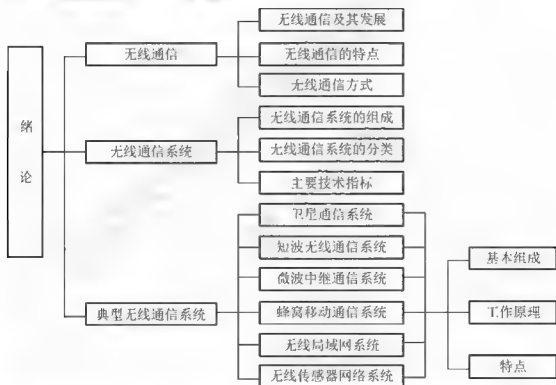 绪
论
无线通信
无线通信及其发展
无线通信的特点
无线通信方式
无线通信系统
无线通信系统的组成
无线通信系统的分类
主要技术指标
典型无线通信系统
卫星通信系统
短波无线通信系统
微波中继通信系统
蜂窝移动通信系统
无线局域网系统
无线传感器网络系统
基本组成
工作原理
特点